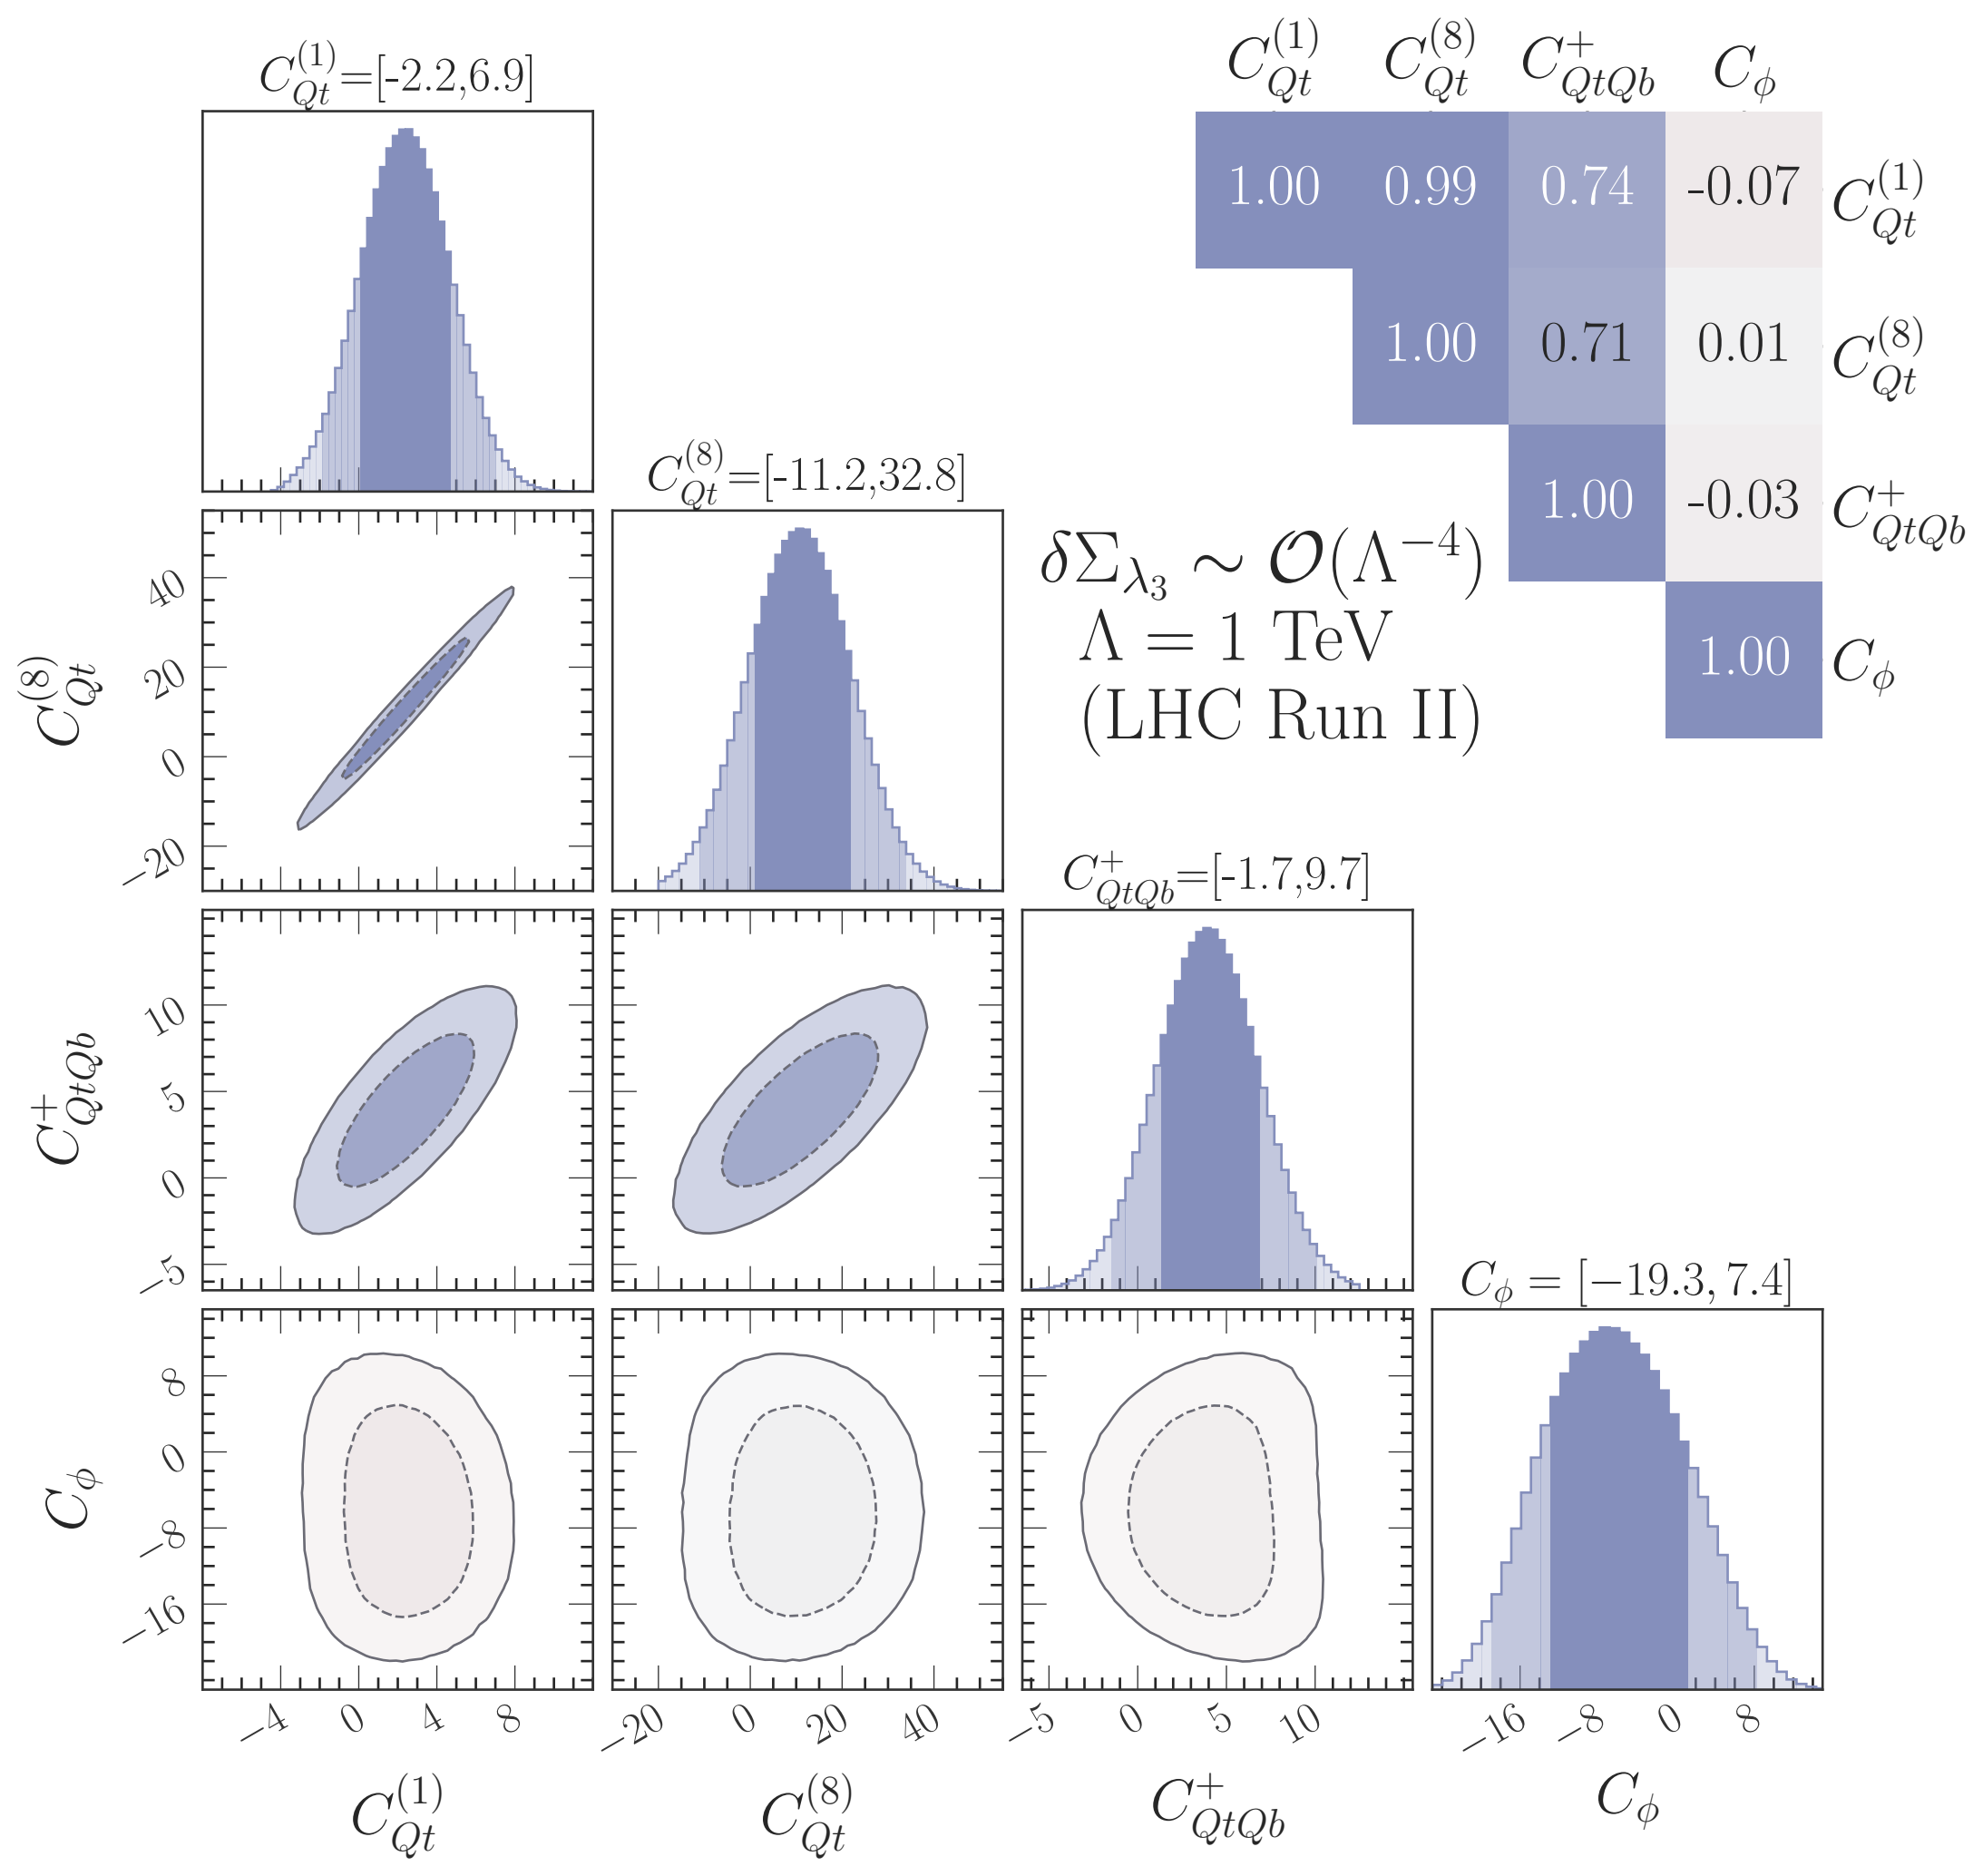 C_{Qt}^{(1)}=[-2.2,6.9]
C_{Qt}^{(1)} C_{Qt}^{(8)} C_{QtQb}^{+} C_ϕ
1.00 0.99 0.74 -0.07 C_{Qt}^{(1)}
1.00 0.71 0.01 C_{Qt}^{(8)}
1.00 -0.03 C_{QtQb}^{+}
1.00 C_ϕ
C_{Qt}^{(8)}=[-11.2,32.8]
δΣ_{λ_3} ~ 𝒪(Λ^{−4})
Λ = 1 TeV
(LHC Run II)
C_{Qt}^{(8)}
40
20
0
−20
C_{QtQb}^{+}=[-1.7,9.7]
C_{QtQb}^{+}
10
5
0
−5
C_ϕ = [−19.3, 7.4]
C_ϕ
8
0
−8
−16
−4 0 4 8
−20 0 20 40
−5 0 5 10
−16 −8 0 8
C_{Qt}^{(1)} C_{Qt}^{(8)} C_{QtQb}^{+} C_ϕ